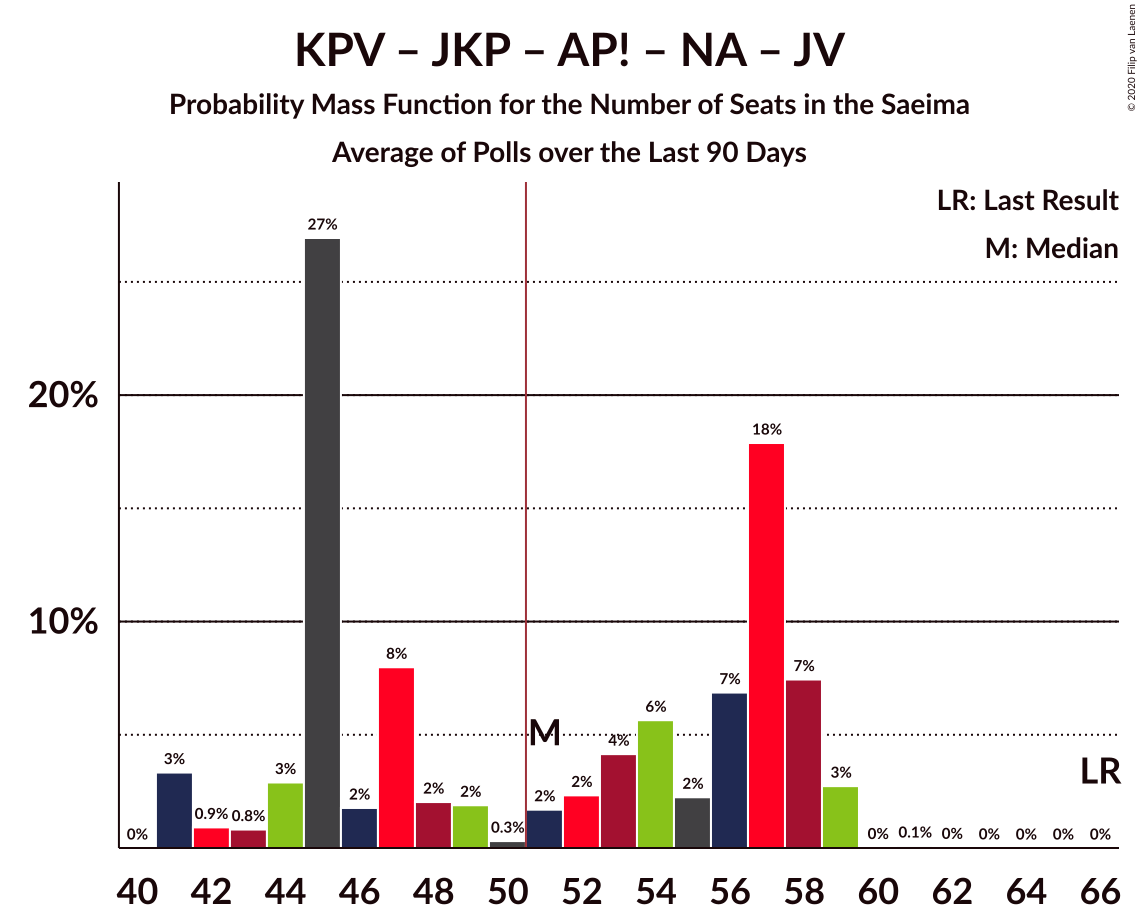 KPV – JKP – AP! – NA – JV
Probability Mass Function for the Number of Seats in the Saeima
Average of Polls over the Last 90 Days
© 2020 Filip van Laenen
LR: Last Result
M: Median
20%
10%
0% 3% 0.9% 0.8% 3% 27% 2% 8% 2% 2% 0.3% 2% 2% 4% 6% 2% 7% 18% 7% 3% 0% 0.1% 0% 0% 0% 0% 0%
M
LR
40 42 44 46 48 50 52 54 56 58 60 62 64 66